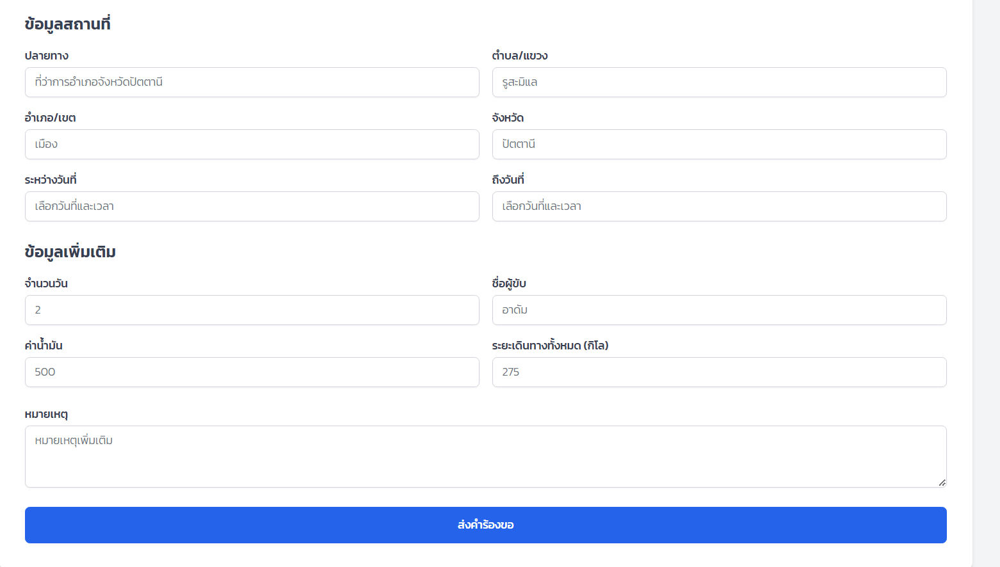 ข้อมูลสถานที่
ปลายทาง
ตำบล/แขวง
ที่ว่าการอำเภอจังหวัดปัตตานี
รูสะมิแล
อำเภอ/เขต
จังหวัด
เมือง
ปัตตานี
ระหว่างวันที่
ถึงวันที่
เลือกวันที่และเวลา
เลือกวันที่และเวลา
ข้อมูลเพิ่มเติม
จำนวนวัน
ชื่อผู้ขับ
2
อาดัม
ค่าน้ำมัน
ระยะเดินทางทั้งหมด (กิโล)
500
275
หมายเหตุ
หมายเหตุเพิ่มเติม
ส่งคำร้องขอ